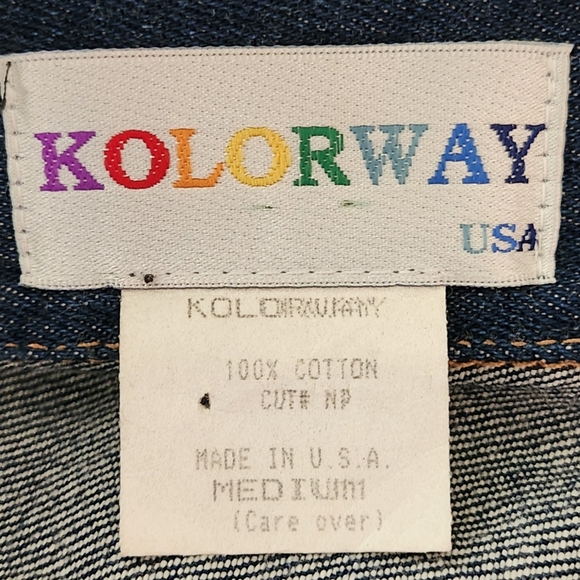 KOLORWAY
USA
KOLORWAY
100% COTTON
CUT# NP
MADE IN U.S.A.
MEDIUM
(Care over)